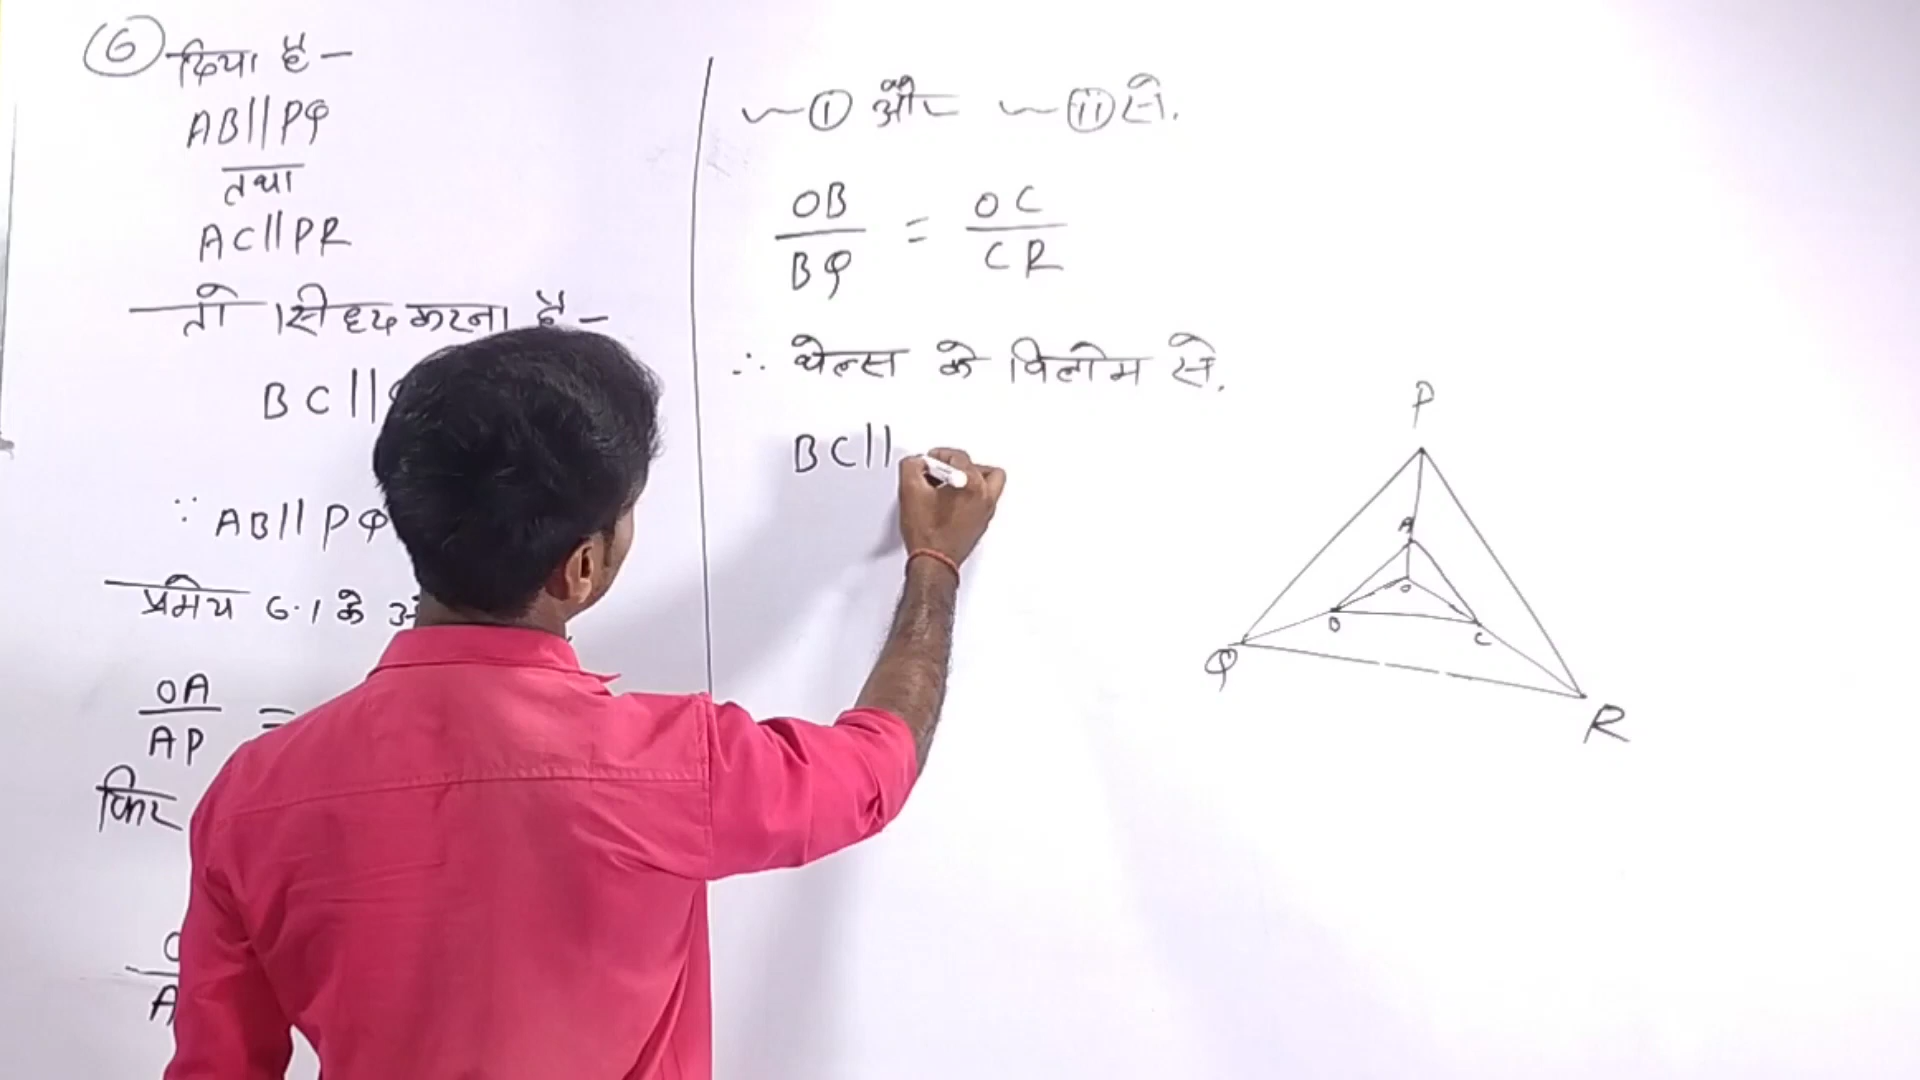 ⑥ दिया है —
AB||PQ
तथा
AC||PR
तो सिध्द करना है —
BC||
∵ AB||PQ
प्रमेय 6.1 के
OA
AP
=
फिर
~ ⓘ और ~ ⓘⓘ से.
OB/BQ = OC/CR
∴ थेल्स के विलोम से.
BC||
P
A
O
B
C
Q
R